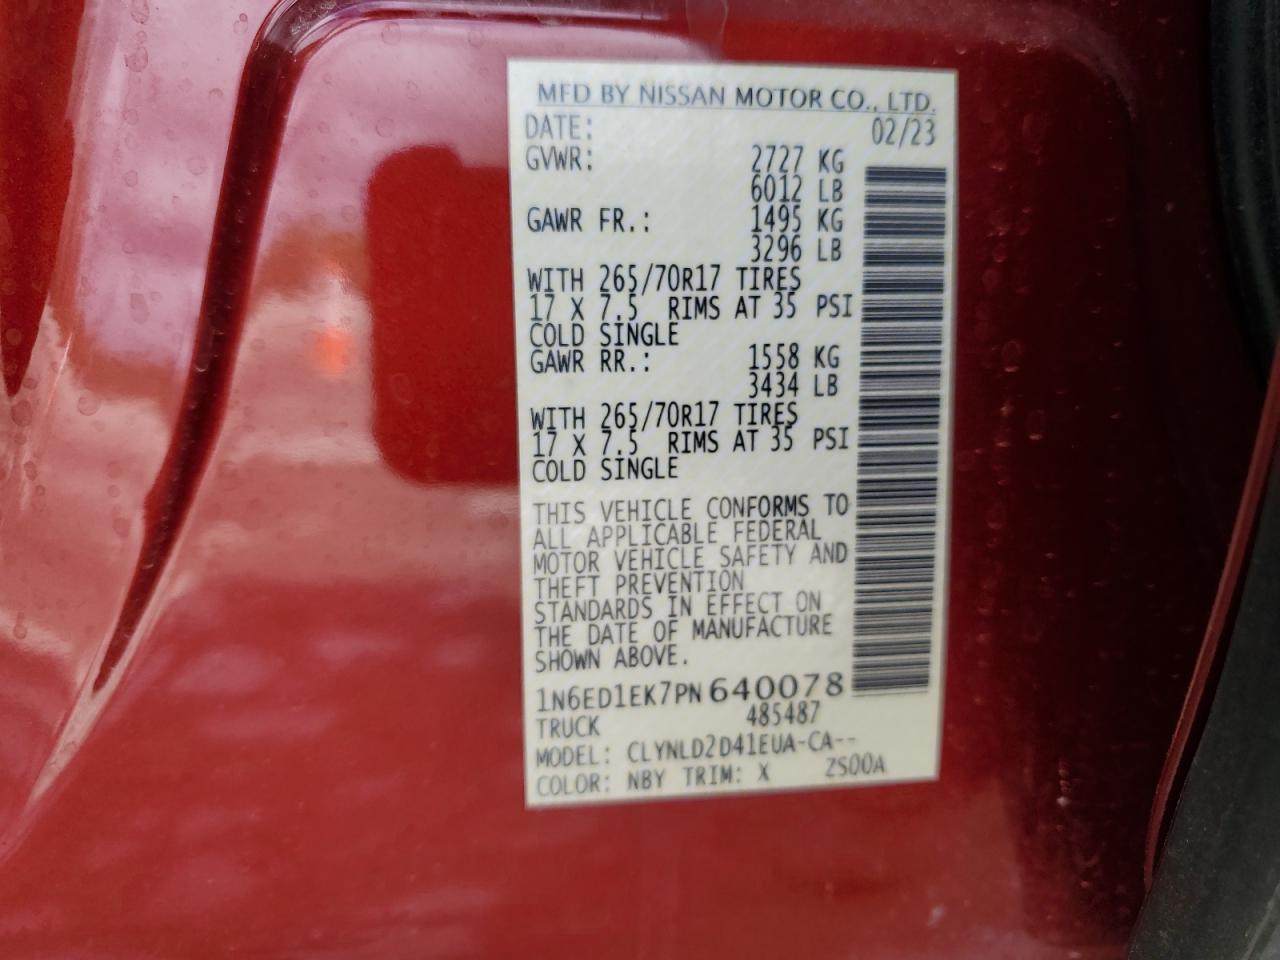 MFD BY NISSAN MOTOR CO., LTD.
DATE: 02/23
GVWR: 2727 KG
6012 LB
GAWR FR.: 1495 KG
3296 LB
WITH 265/70R17 TIRES
17 X 7.5 RIMS AT 35 PSI
COLD SINGLE
GAWR RR.: 1558 KG
3434 LB
WITH 265/70R17 TIRES
17 X 7.5 RIMS AT 35 PSI
COLD SINGLE
THIS VEHICLE CONFORMS TO
ALL APPLICABLE FEDERAL
MOTOR VEHICLE SAFETY AND
THEFT PREVENTION
STANDARDS IN EFFECT ON
THE DATE OF MANUFACTURE
SHOWN ABOVE.
1N6ED1EK7PN640078
TRUCK 485487
MODEL: CLYNLD2D41EUA-CA--
COLOR: NBY TRIM: X ZS00A